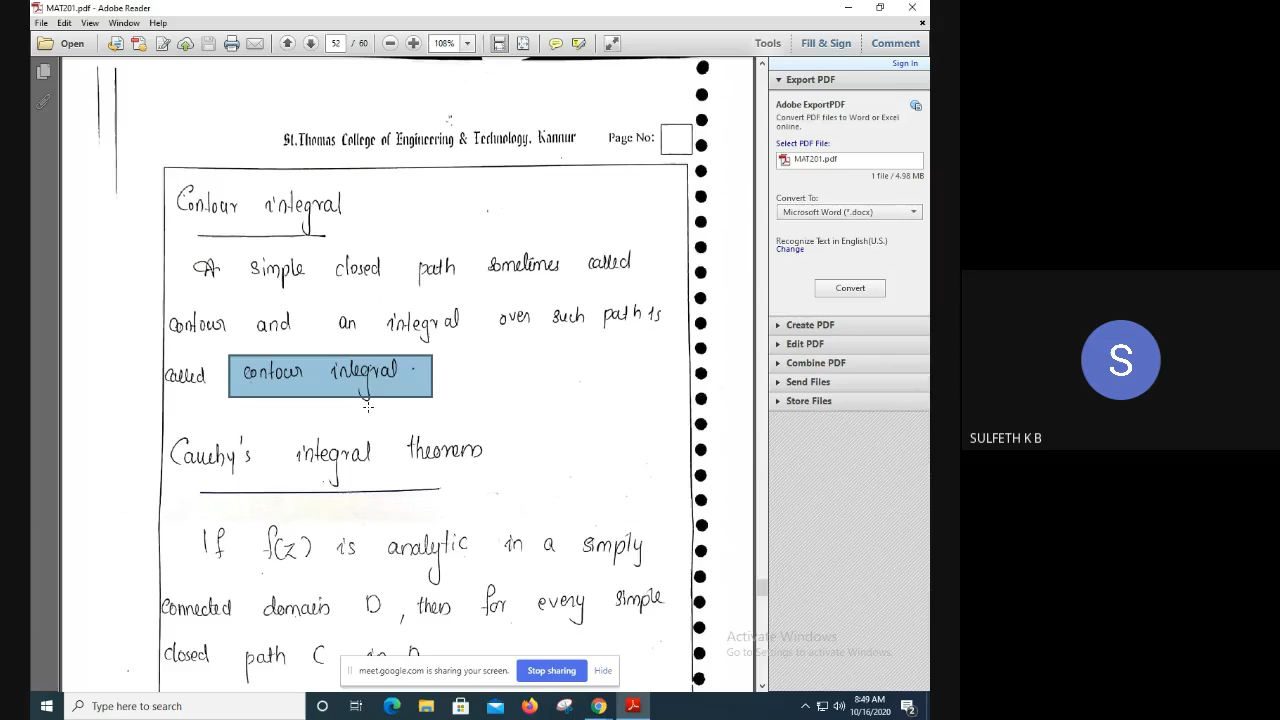 MAT201.pdf - Adobe Reader
File Edit View Window Help
Open 52 / 60 108% Tools Fill & Sign Comment
Sign In
Export PDF
Adobe ExportPDF
Convert PDF files to Word or Excel online.
Select PDF File:
MAT201.pdf
1 file / 4.98 MB
Convert To:
Microsoft Word (*.docx)
Recognize Text in English(U.S.)
Change
Convert
Create PDF
Edit PDF
Combine PDF
Send Files
Store Files
St.Thomas College of Engineering & Technology, Kannur Page No:
Contour integral
A simple closed path sometimes called
contour and an integral over such path is
called contour integral.
Cauchy's integral theorem
If f(z) is analytic in a simply
connected domain D, then for every simple
closed path C in D
Activate Windows
Go to Settings to activate Windows.
meet.google.com is sharing your screen. Stop sharing Hide
Type here to search
8:49 AM
10/16/2020
2
S
SULFETH K B